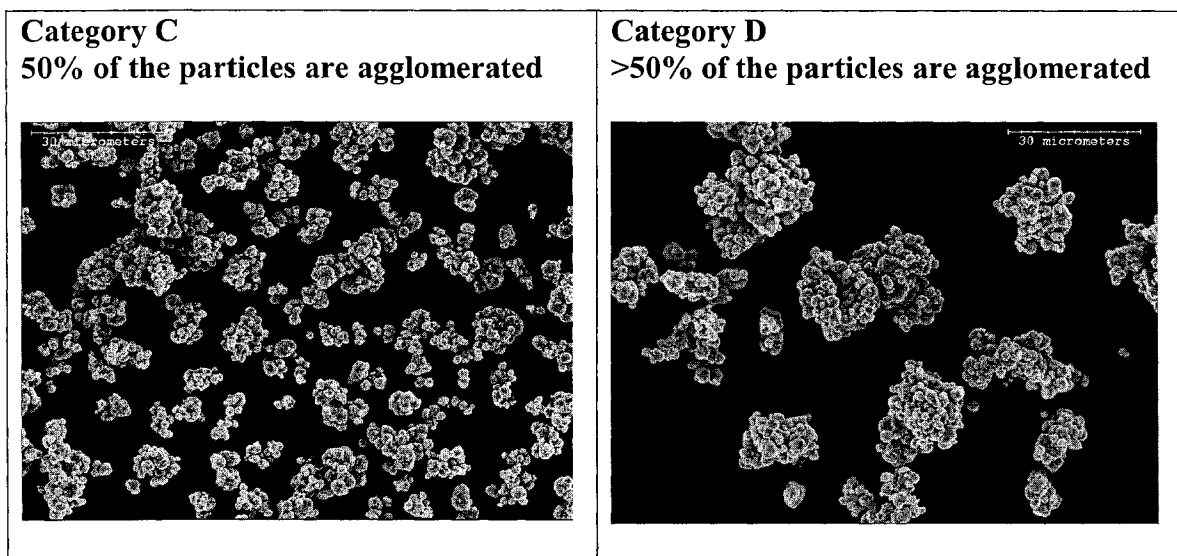 Category C
50% of the particles are agglomerated
Category D
>50% of the particles are agglomerated
30 micrometers
30 micrometers